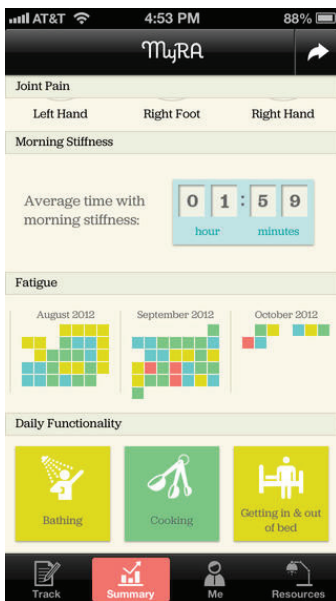 AT&T 4:53 PM 88%
MyRA
Joint Pain
Left Hand Right Foot Right Hand
Morning Stiffness
Average time with
morning stiffness:
0 1 : 5 9
hour minutes
Fatigue
August 2012 September 2012 October 2012
Daily Functionality
Bathing Cooking Getting in & out
of bed
Track Summary Me Resources